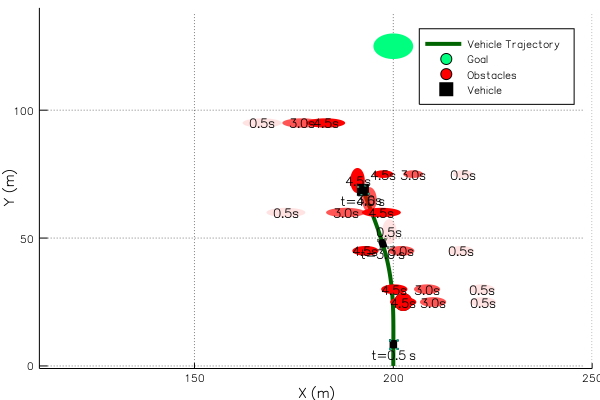 Vehicle Trajectory
Goal
Obstacles
Vehicle
100
0.5s 3.0s 4.5s
4.5s 4.5s 3.0s 0.5s
0.5s 3.0s 4.5s
0.5s
50
4.5s 3.0s 0.5s
4.5s 3.0s 0.5s
4.5s 3.0s 0.5s
t=0.5 s
0
150
200
250
X (m)
Y (m)